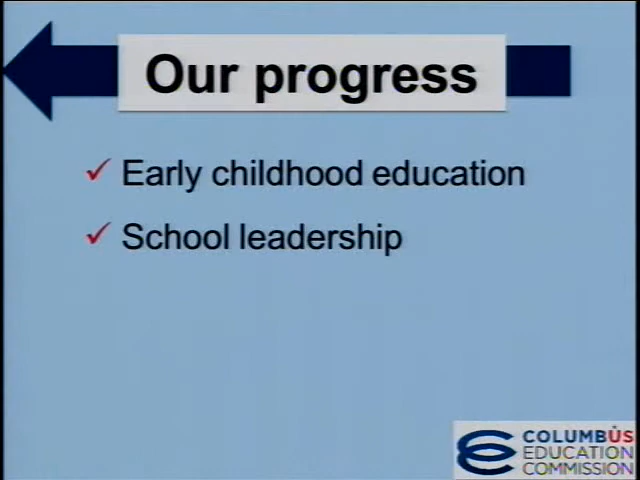 Our progress
Early childhood education
School leadership
COLUMBUS
EDUCATION
COMMISSION